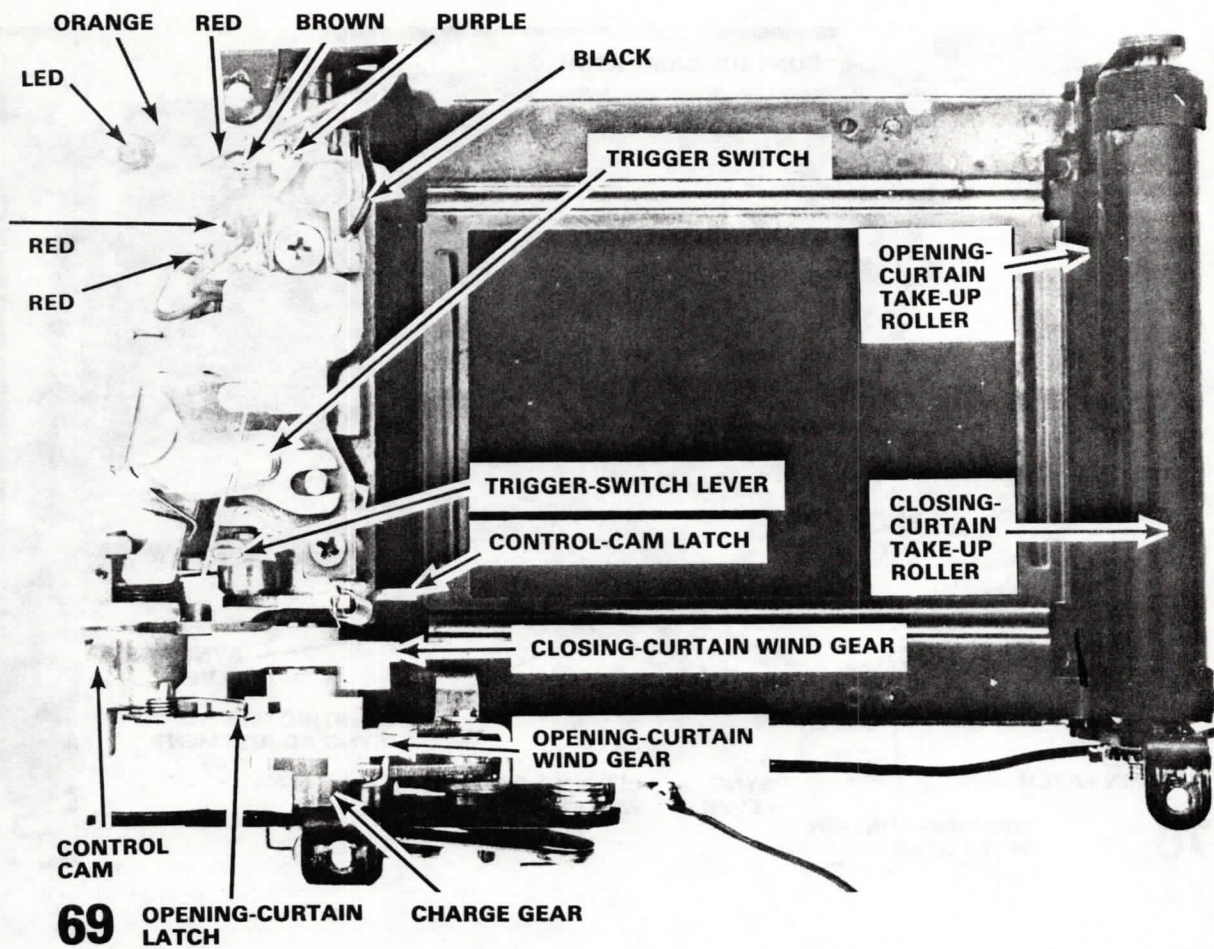 ORANGE RED BROWN PURPLE
BLACK
LED
TRIGGER SWITCH
RED
RED
OPENING-
CURTAIN
TAKE-UP
ROLLER
TRIGGER-SWITCH LEVER
CONTROL-CAM LATCH
CLOSING-
CURTAIN
TAKE-UP
ROLLER
CLOSING-CURTAIN WIND GEAR
OPENING-CURTAIN
WIND GEAR
CONTROL
CAM
69
OPENING-CURTAIN
LATCH
CHARGE GEAR